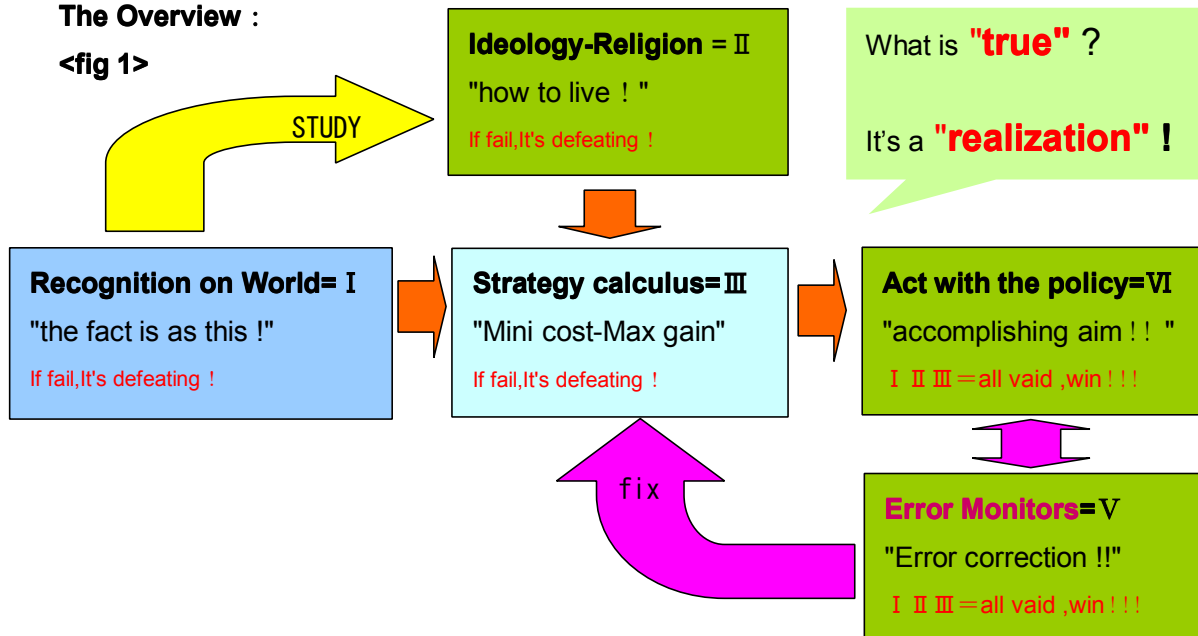 The Overview：
<fig 1>
Ideology-Religion = Ⅱ
"how to live！"
If fail,It's defeating！
What is "true" ?
It's a "realization" !
STUDY
Recognition on World=Ⅰ
"the fact is as this !"
If fail,It's defeating！
Strategy calculus=Ⅲ
"Mini cost-Max gain"
If fail,It's defeating！
Act with the policy=Ⅵ
"accomplishing aim！！"
Ⅰ Ⅱ Ⅲ＝all vaid ,win！！！
fix
Error Monitors=Ⅴ
"Error correction !!"
Ⅰ Ⅱ Ⅲ＝all vaid ,win！！！